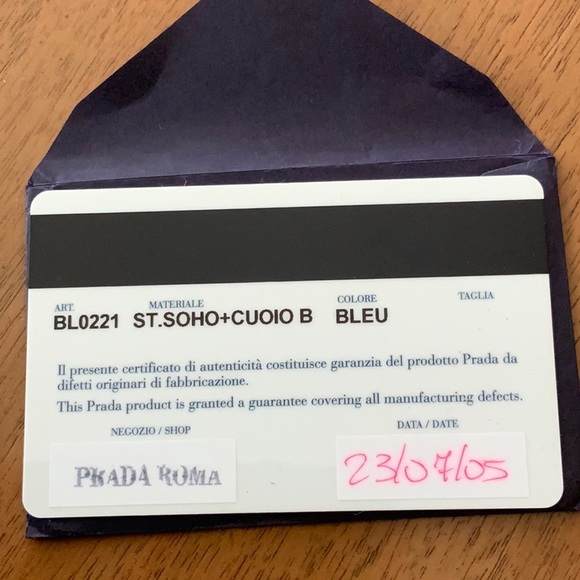 ART. MATERIALE COLORE TAGLIA
BL0221 ST.SOHO+CUOIO B BLEU
Il presente certificato di autenticità costituisce garanzia del prodotto Prada da
difetti originari di fabbricazione.
This Prada product is granted a guarantee covering all manufacturing defects.
NEGOZIO / SHOP DATA / DATE
PRADA ROMA 23/07/05